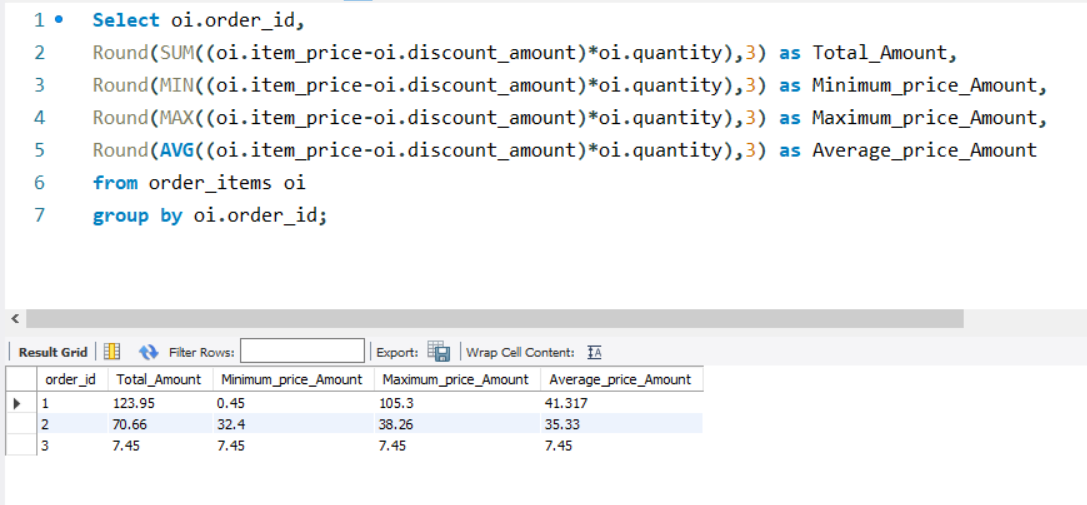 1 Select oi.order_id,
2 Round(SUM((oi.item_price-oi.discount_amount)*oi.quantity),3) as Total_Amount,
3 Round(MIN((oi.item_price-oi.discount_amount)*oi.quantity),3) as Minimum_price_Amount,
4 Round(MAX((oi.item_price-oi.discount_amount)*oi.quantity),3) as Maximum_price_Amount,
5 Round(AVG((oi.item_price-oi.discount_amount)*oi.quantity),3) as Average_price_Amount
6 from order_items oi
7 group by oi.order_id;
Result Grid Filter Rows: Export: Wrap Cell Content: IA
order_id Total_Amount Minimum_price_Amount Maximum_price_Amount Average_price_Amount
1 123.95 0.45 105.3 41.317
2 70.66 32.4 38.26 35.33
3 7.45 7.45 7.45 7.45